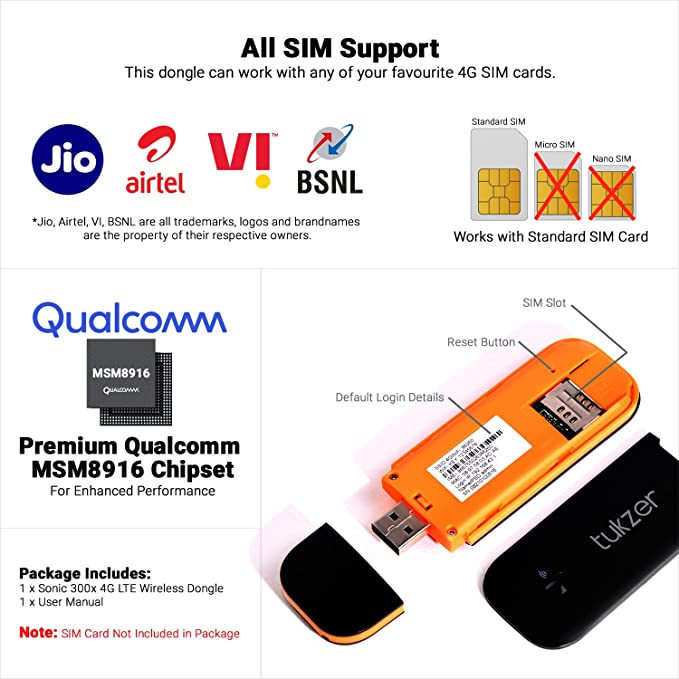 All SIM Support
This dongle can work with any of your favourite 4G SIM cards.
Jio
airtel
VI
BSNL
*Jio, Airtel, VI, BSNL are all trademarks, logos and brandnames
are the property of their respective owners.
Standard SIM
Micro SIM
Nano SIM
Works with Standard SIM Card
Qualcomm
MSM8916
QUALCOMM
Premium Qualcomm
MSM8916 Chipset
For Enhanced Performance
Package Includes:
1 x Sonic 300x 4G LTE Wireless Dongle
1 x User Manual
Note: SIM Card Not Included in Package
SIM Slot
Reset Button
Default Login Details
tukzer